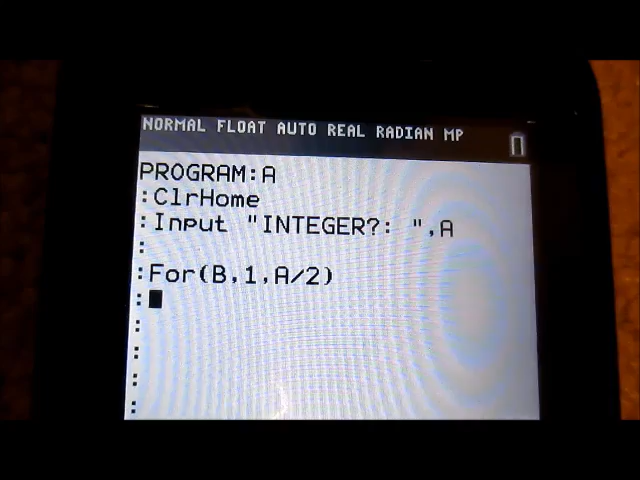 NORMAL FLOAT AUTO REAL RADIAN MP
PROGRAM:A
:ClrHome
:Input "INTEGER?: ",A
:
:For(B,1,A/2)
:
:
:
:
: